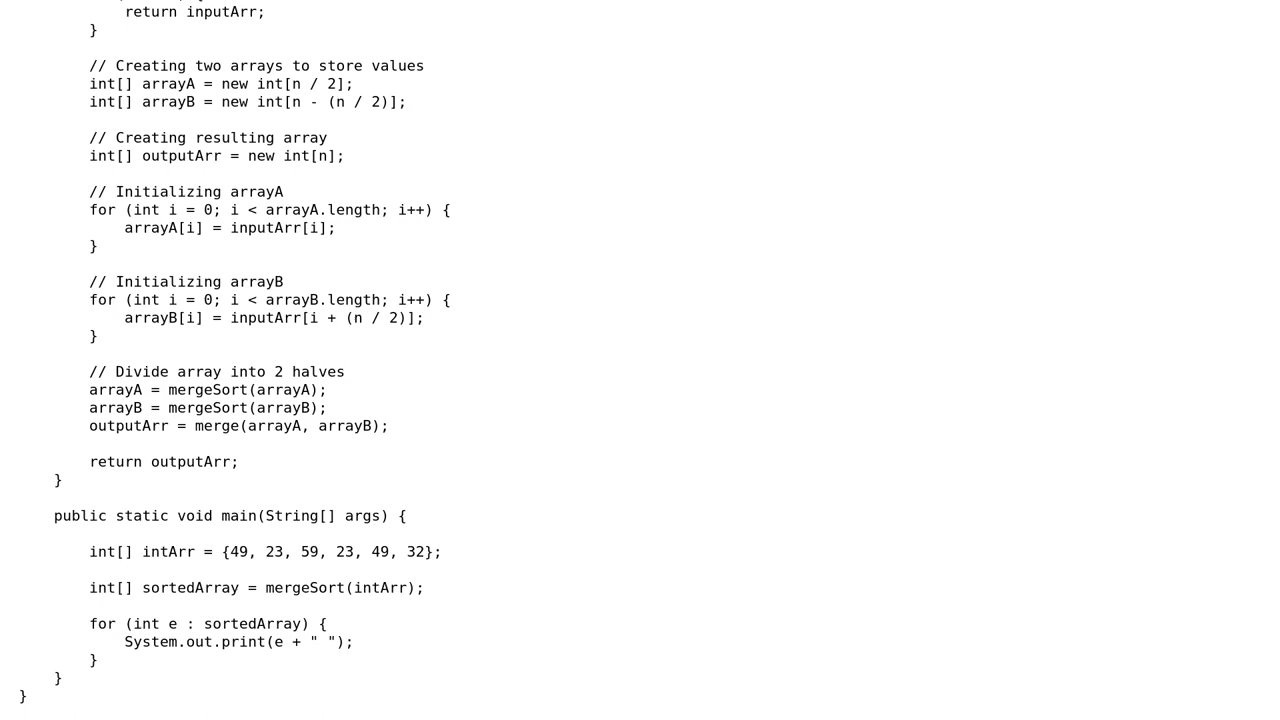 return inputArr;
}
// Creating two arrays to store values
int[] arrayA = new int[n / 2];
int[] arrayB = new int[n - (n / 2)];
// Creating resulting array
int[] outputArr = new int[n];
// Initializing arrayA
for (int i = 0; i < arrayA.length; i++) {
arrayA[i] = inputArr[i];
}
// Initializing arrayB
for (int i = 0; i < arrayB.length; i++) {
arrayB[i] = inputArr[i + (n / 2)];
}
// Divide array into 2 halves
arrayA = mergeSort(arrayA);
arrayB = mergeSort(arrayB);
outputArr = merge(arrayA, arrayB);
return outputArr;
}
public static void main(String[] args) {
int[] intArr = {49, 23, 59, 23, 49, 32};
int[] sortedArray = mergeSort(intArr);
for (int e : sortedArray) {
System.out.print(e + " ");
}
}
}